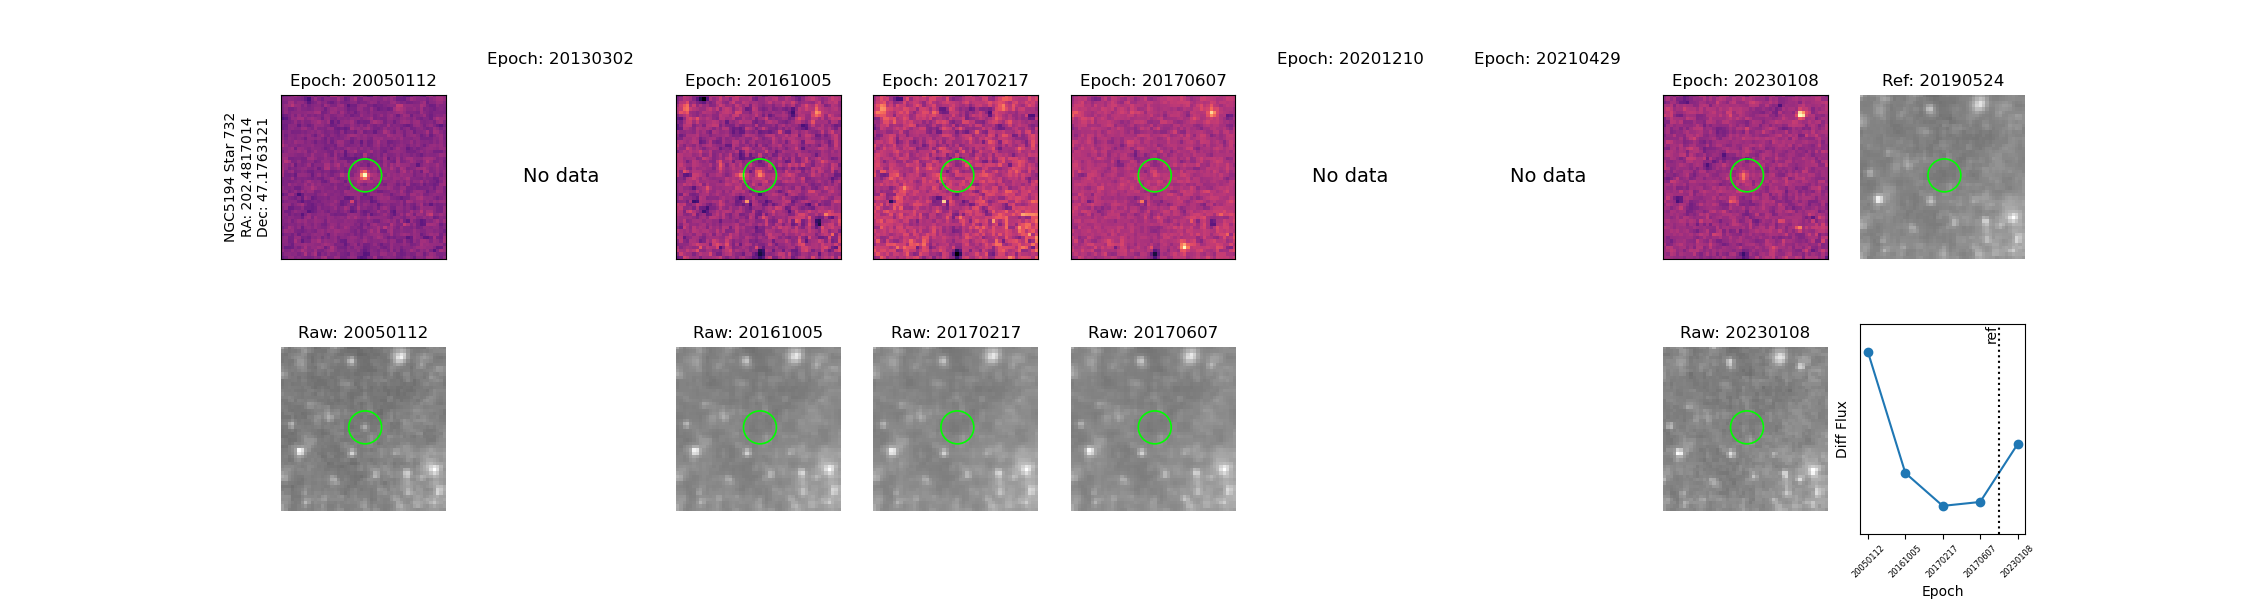 NGC5194 Star 732
RA: 202.4817014
Dec: 47.1763121
Epoch: 20050112
Epoch: 20130302
Epoch: 20161005
Epoch: 20170217
Epoch: 20170607
Epoch: 20201210
Epoch: 20210429
Epoch: 20230108
Ref: 20190524
No data
No data
No data
Raw: 20050112
Raw: 20161005
Raw: 20170217
Raw: 20170607
Raw: 20230108
ref
Diff Flux
20050112
20161005
20170217
20170607
20230108
Epoch